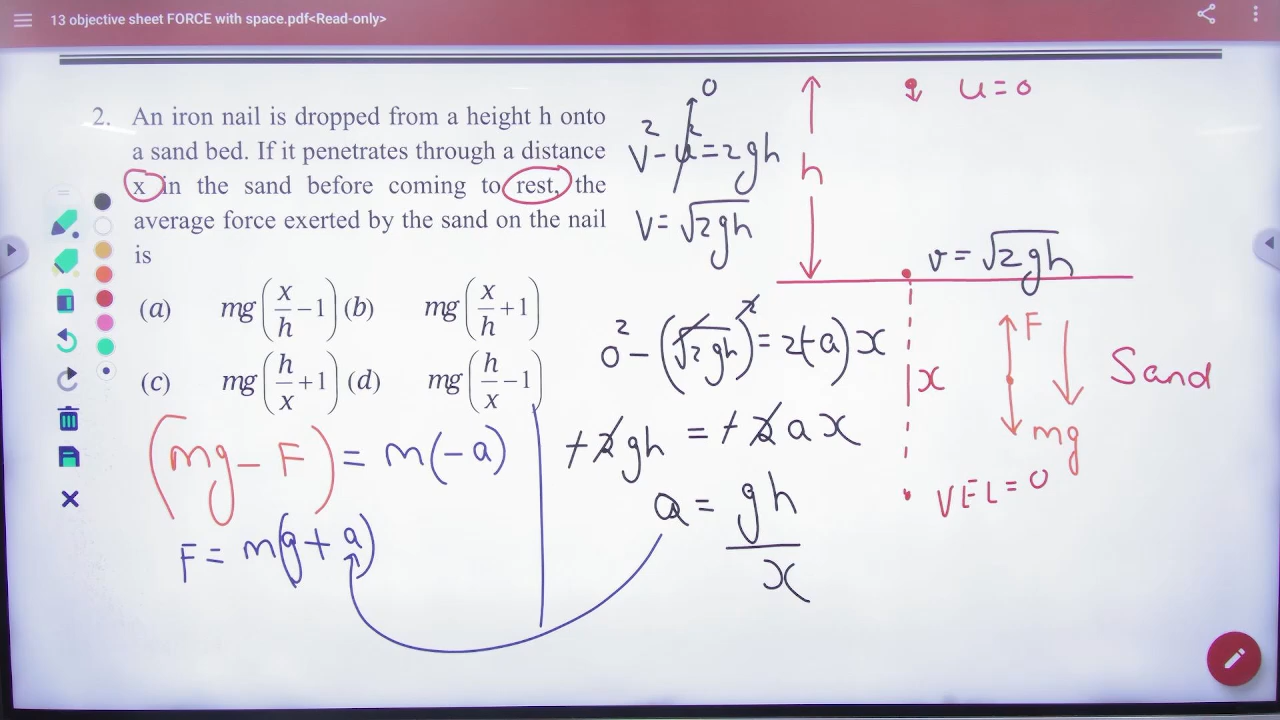 13 objective sheet FORCE with space.pdf<Read-only>
2. An iron nail is dropped from a height h onto
a sand bed. If it penetrates through a distance
x in the sand before coming to rest, the
average force exerted by the sand on the nail
is
(a) mg(x/h − 1) (b) mg(x/h + 1)
(c) mg(h/x + 1) (d) mg(h/x − 1)
(mg − F) = m(−a)
F = m(g + a)
0
v² − u² = 2gh
v = √2gh
h
u = 0
v = √2gh
0² − (√2gh)² = 2(−a)x
+2gh = +2ax
a = gh/x
x
F
mg
Sand
VEL = 0